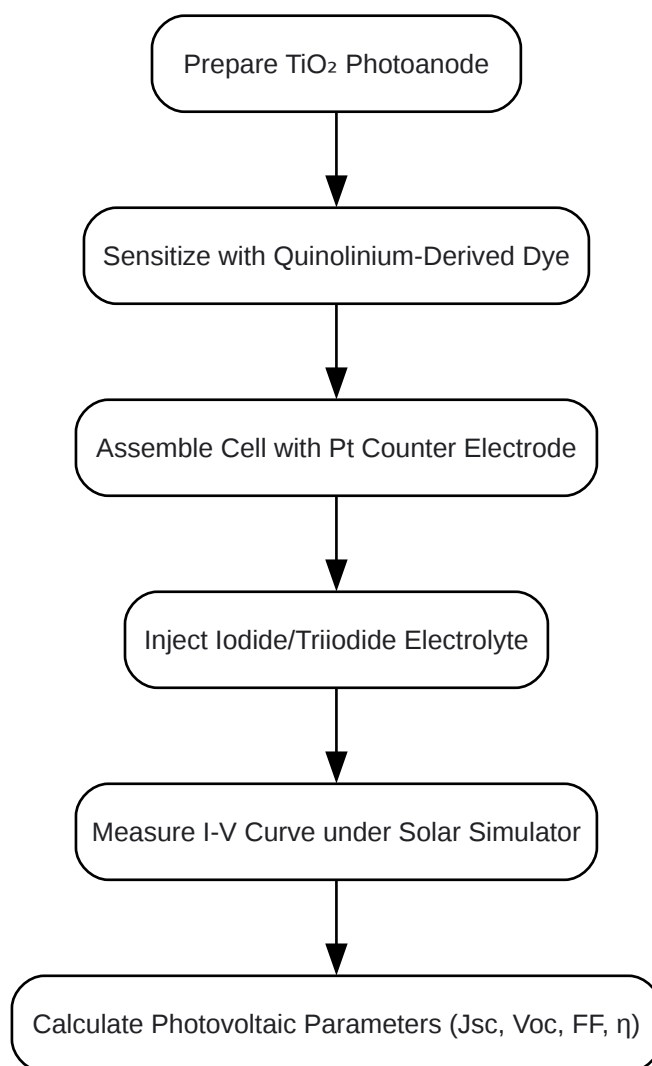 Prepare TiO₂ Photoanode
Sensitize with Quinolinium-Derived Dye
Assemble Cell with Pt Counter Electrode
Inject Iodide/Triiodide Electrolyte
Measure I-V Curve under Solar Simulator
Calculate Photovoltaic Parameters (Jsc, Voc, FF, η)